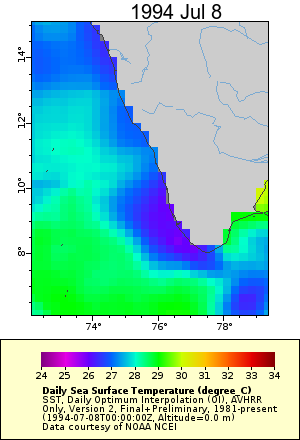 1994 Jul 8
14°
12°
10°
8°
74°
76°
78°
24 25 26 27 28 29 30 31 32 33 34
Daily Sea Surface Temperature (degree_C)
SST, Daily Optimum Interpolation (OI), AVHRR
Only, Version 2, Final+Preliminary, 1981-present
(1994-07-08T00:00:00Z, Altitude=0.0 m)
Data courtesy of NOAA NCEI